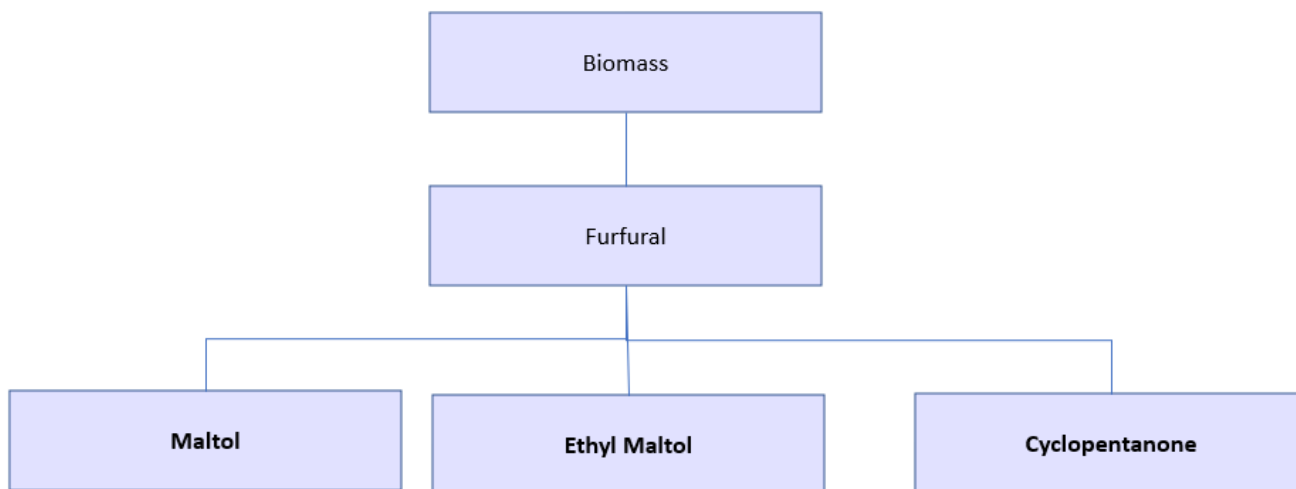 Biomass
Furfural
Maltol
Ethyl Maltol
Cyclopentanone